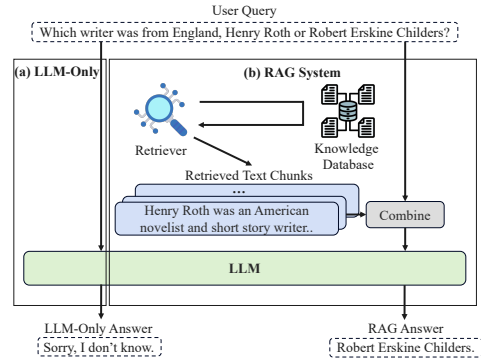 User Query
Which writer was from England, Henry Roth or Robert Erskine Childers?
(a) LLM-Only
(b) RAG System
Retriever
Knowledge
Database
Retrieved Text Chunks
...
Henry Roth was an American
novelist and short story writer..
Combine
LLM
LLM-Only Answer
Sorry, I don't know.
RAG Answer
Robert Erskine Childers.